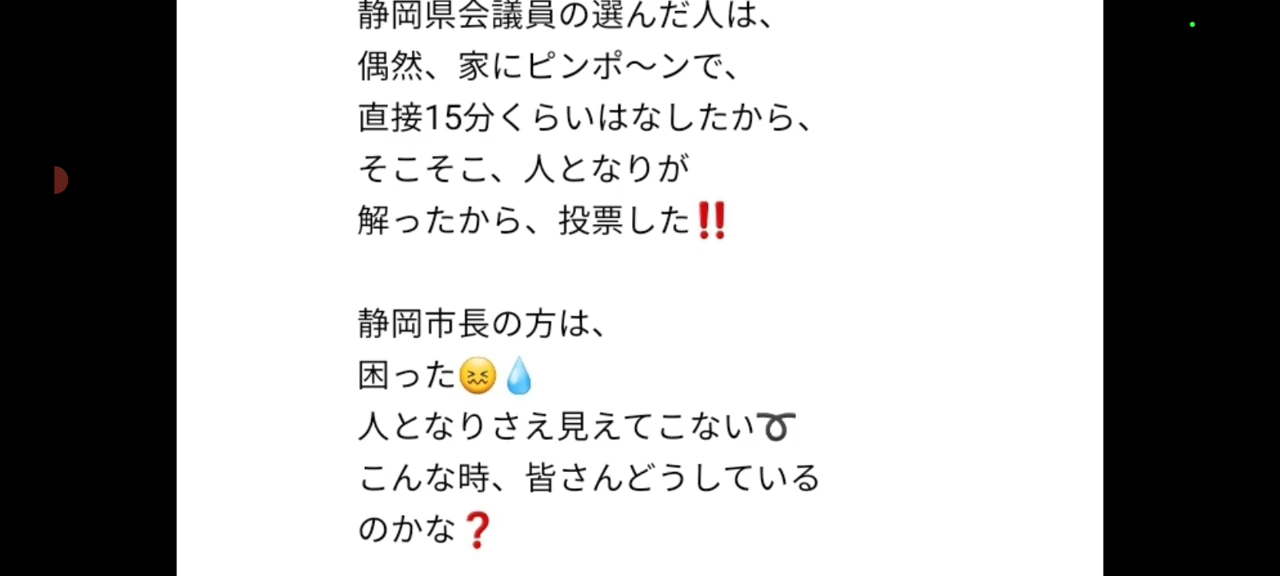 静岡県会議員の選んだ人は、
偶然、家にピンポ〜ンで、
直接15分くらいはなしたから、
そこそこ、人となりが
解ったから、投票した‼️
静岡市長の方は、
困った😖💧
人となりさえ見えてこない➰
こんな時、皆さんどうしている
のかな❓